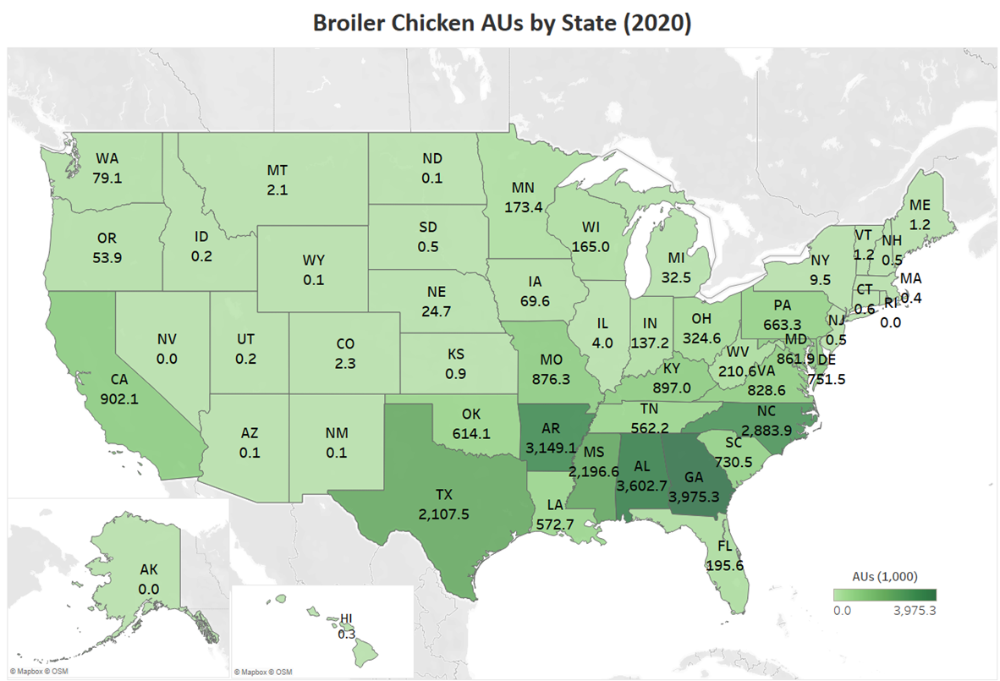 Broiler Chicken AUs by State (2020)
WA
79.1
MT
2.1
ND
0.1
MN
173.4
OR
53.9
ID
0.2
WY
0.1
SD
0.5
WI
165.0
MI
32.5
NY
9.5
VT
1.2
NH
0.5
ME
1.2
MA
0.4
CT
0.6
RI
0.0
NE
24.7
IA
69.6
IL
4.0
IN
137.2
OH
324.6
PA
663.3
NJ
0.5
MD
861.9
DE
751.5
WV
210.6
VA
828.6
CA
902.1
NV
0.0
UT
0.2
CO
2.3
KS
0.9
MO
876.3
KY
897.0
AZ
0.1
NM
0.1
OK
614.1
AR
3,149.1
TN
562.2
NC
2,883.9
SC
730.5
TX
2,107.5
LA
572.7
MS
2,196.6
AL
3,602.7
GA
3,975.3
FL
195.6
AK
0.0
HI
0.3
AUs (1,000)
0.0 3,975.3
© Mapbox © OSM
© Mapbox © OSM